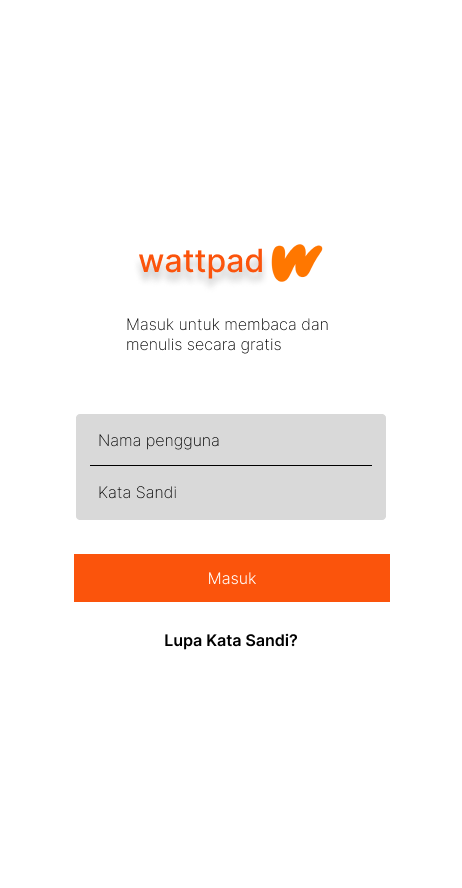 wattpad
Masuk untuk membaca dan
menulis secara gratis
Nama pengguna
Kata Sandi
Masuk
Lupa Kata Sandi?